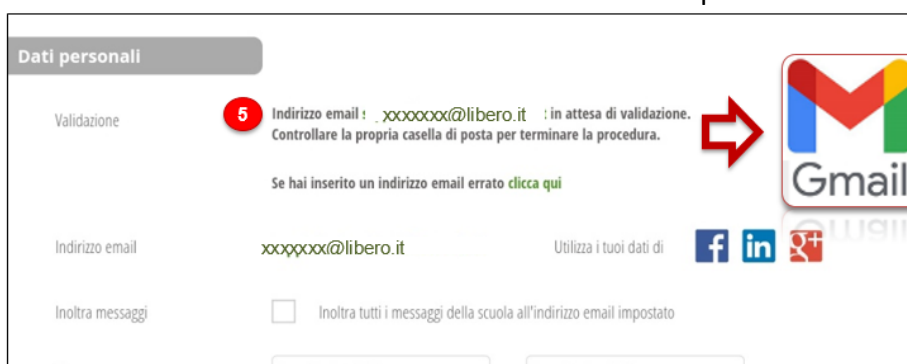 Dati personali
Validazione
5
Indirizzo email xxxxxxx@libero.it in attesa di validazione.
Controllare la propria casella di posta per terminare la procedura.
Se hai inserito un indirizzo email errato clicca qui
Gmail
Indirizzo email
xxxxxxx@libero.it
Utilizza i tuoi dati di
f in g+
Inoltra messaggi
Inoltra tutti i messaggi della scuola all'indirizzo email impostato